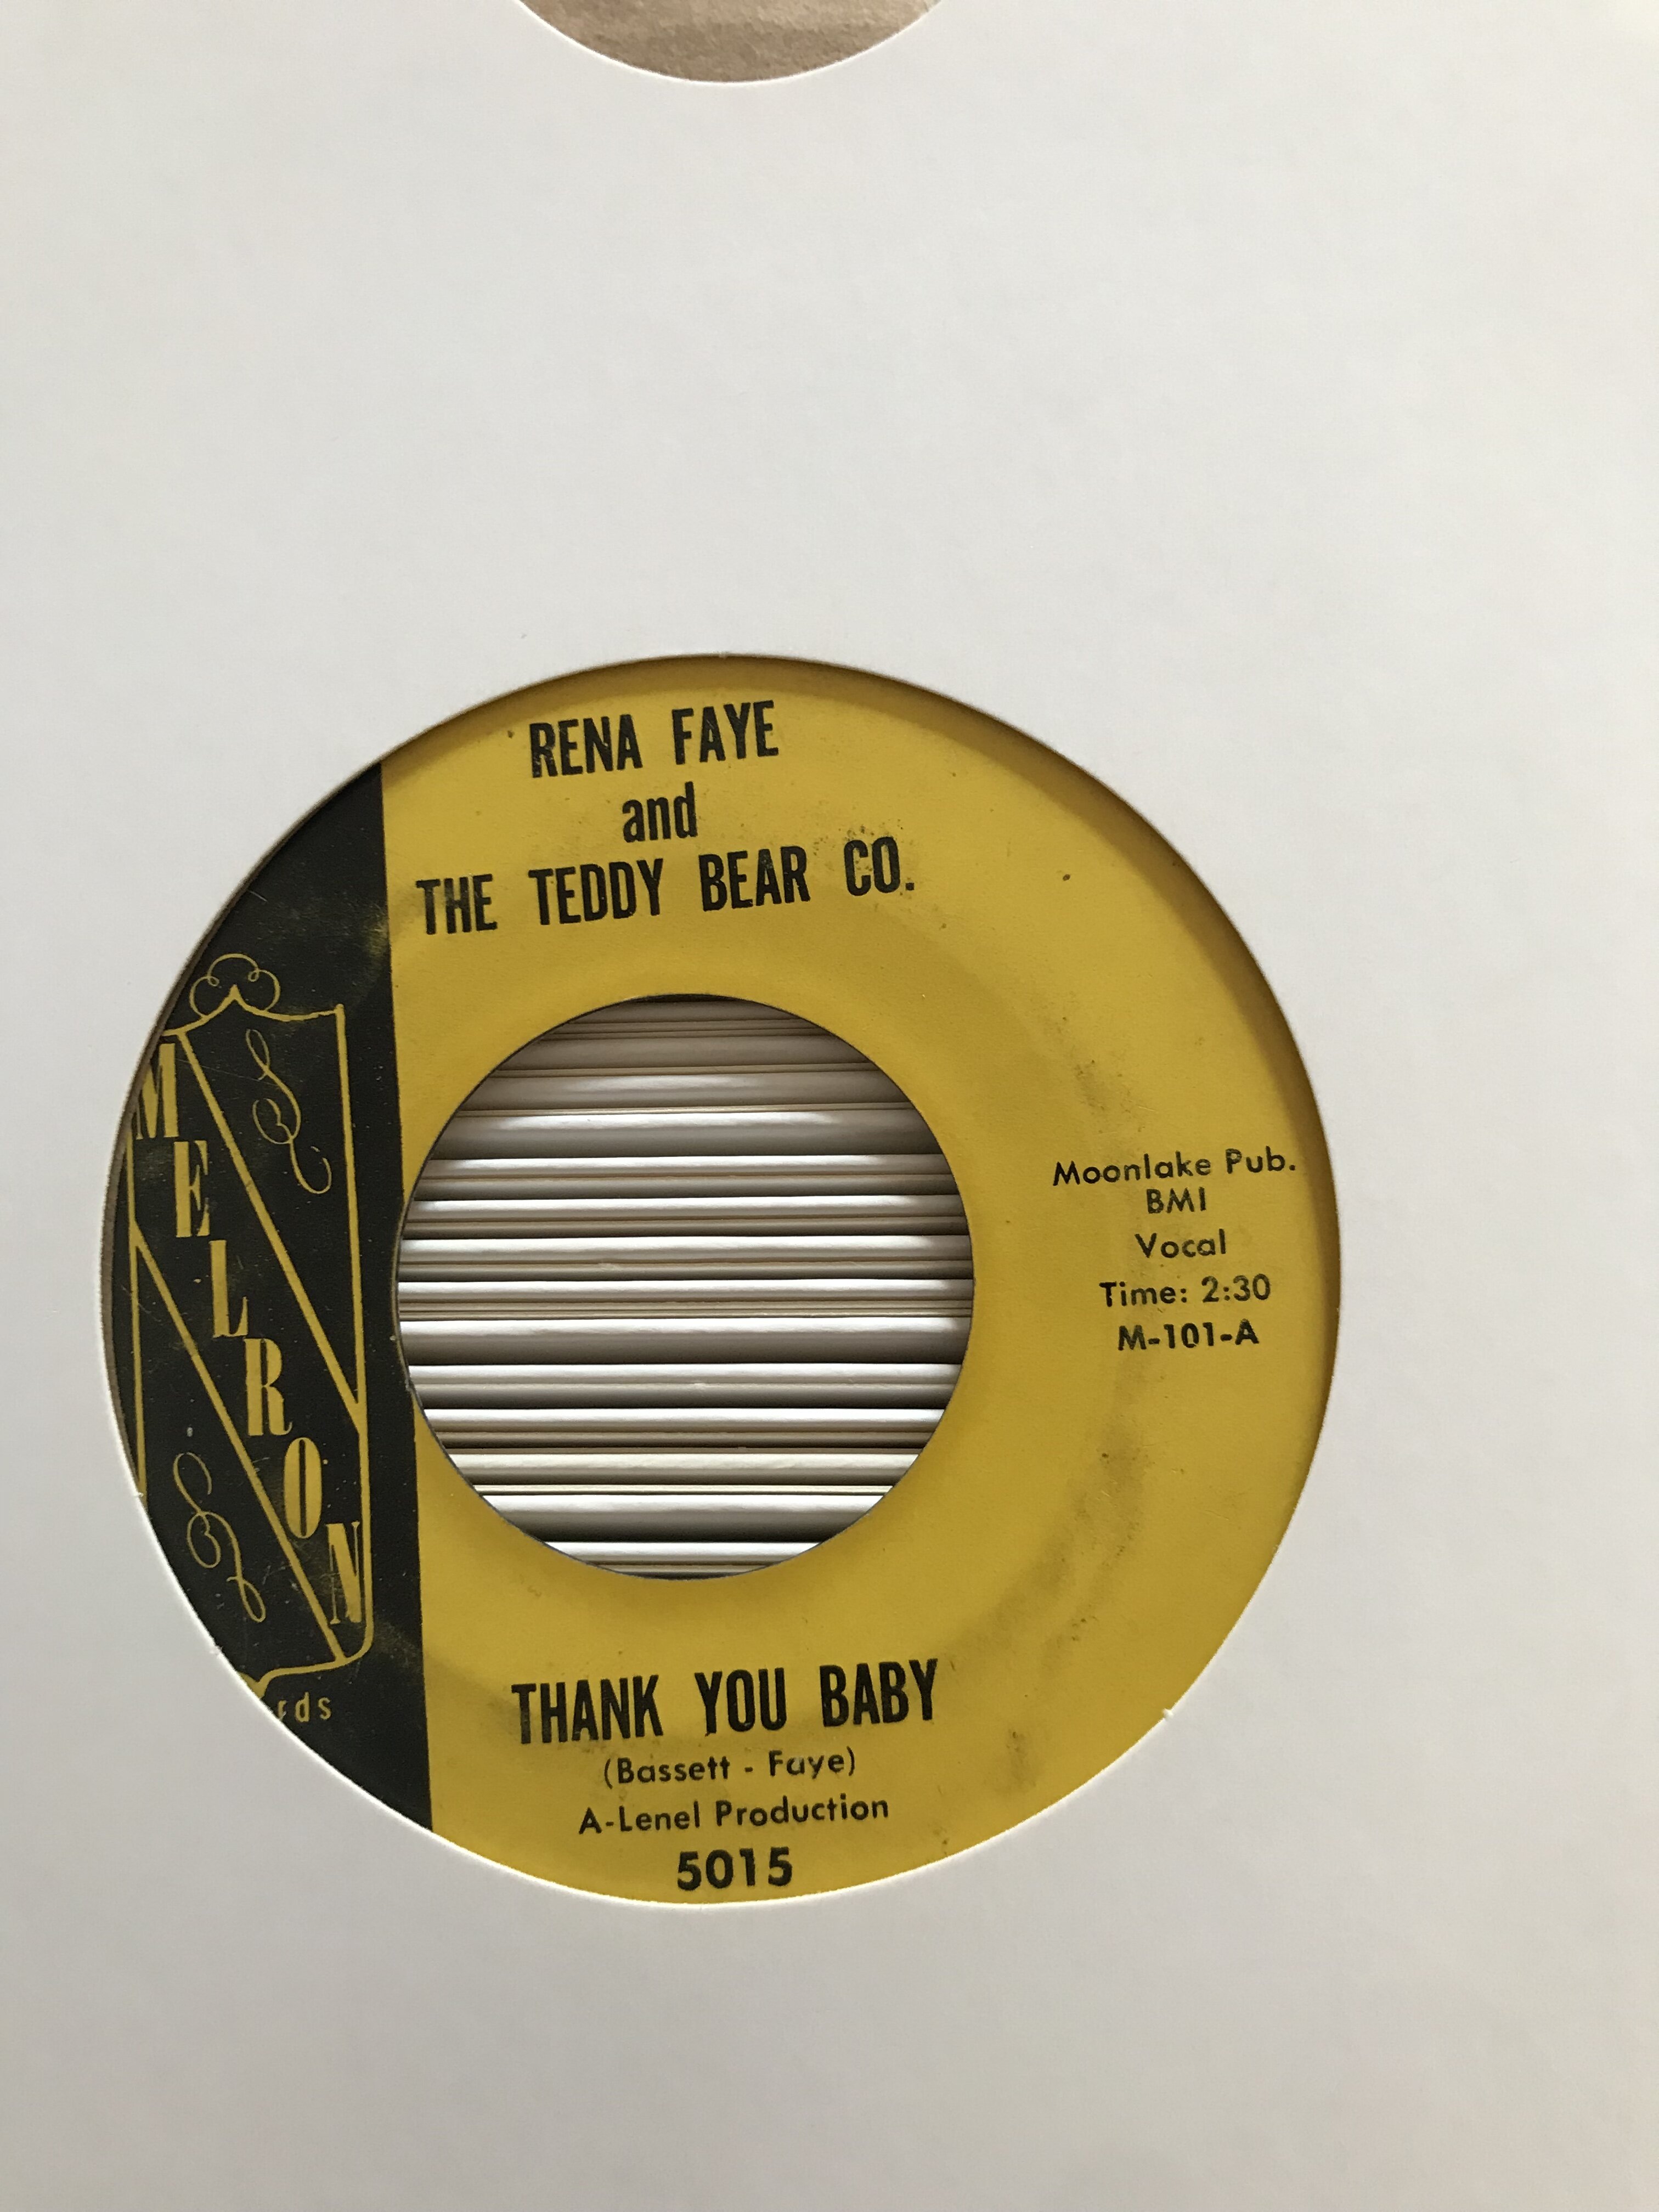 RENA FAYE
and
THE TEDDY BEAR CO.
MELRON
Moonlake Pub.
BMI
Vocal
Time: 2:30
M-101-A
THANK YOU BABY
(Bassett - Faye)
A-Lenel Production
5015